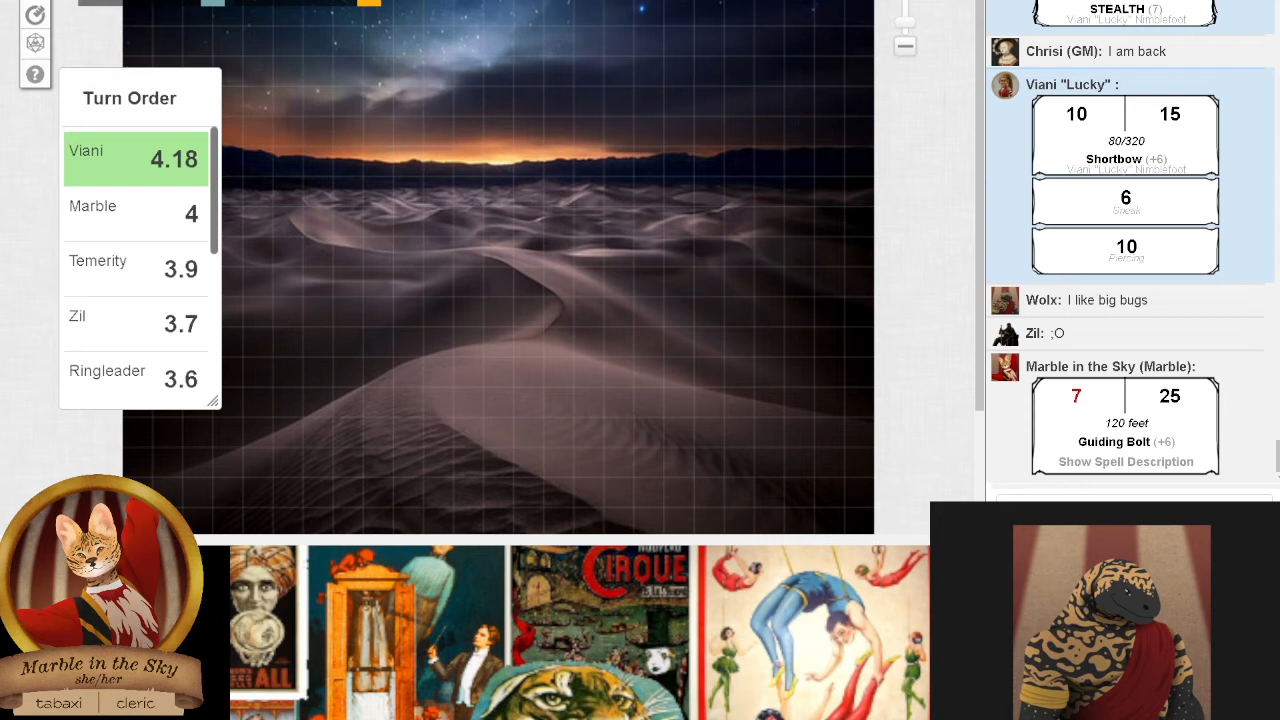 Turn Order
Viani
4.18
Marble
4
Temerity
3.9
Zil
3.7
Ringleader
3.6
STEALTH (7)
Viani "Lucky" Nimblefoot
Chrisi (GM): I am back
Viani "Lucky" :
10 15
80/320
Shortbow (+6)
Viani "Lucky" Nimblefoot
6
Sneak
10
Piercing
Wolx: I like big bugs
Zil: ;O
Marble in the Sky (Marble):
7 25
120 feet
Guiding Bolt (+6)
Show Spell Description
Marble in the Sky
she/her
tabaxi | cleric
ALL
CIRQUE